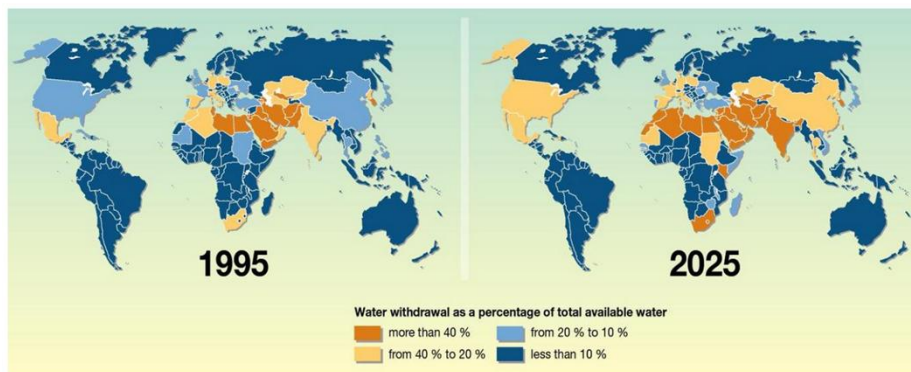 1995
2025
Water withdrawal as a percentage of total available water
more than 40 %
from 20 % to 10 %
from 40 % to 20 %
less than 10 %